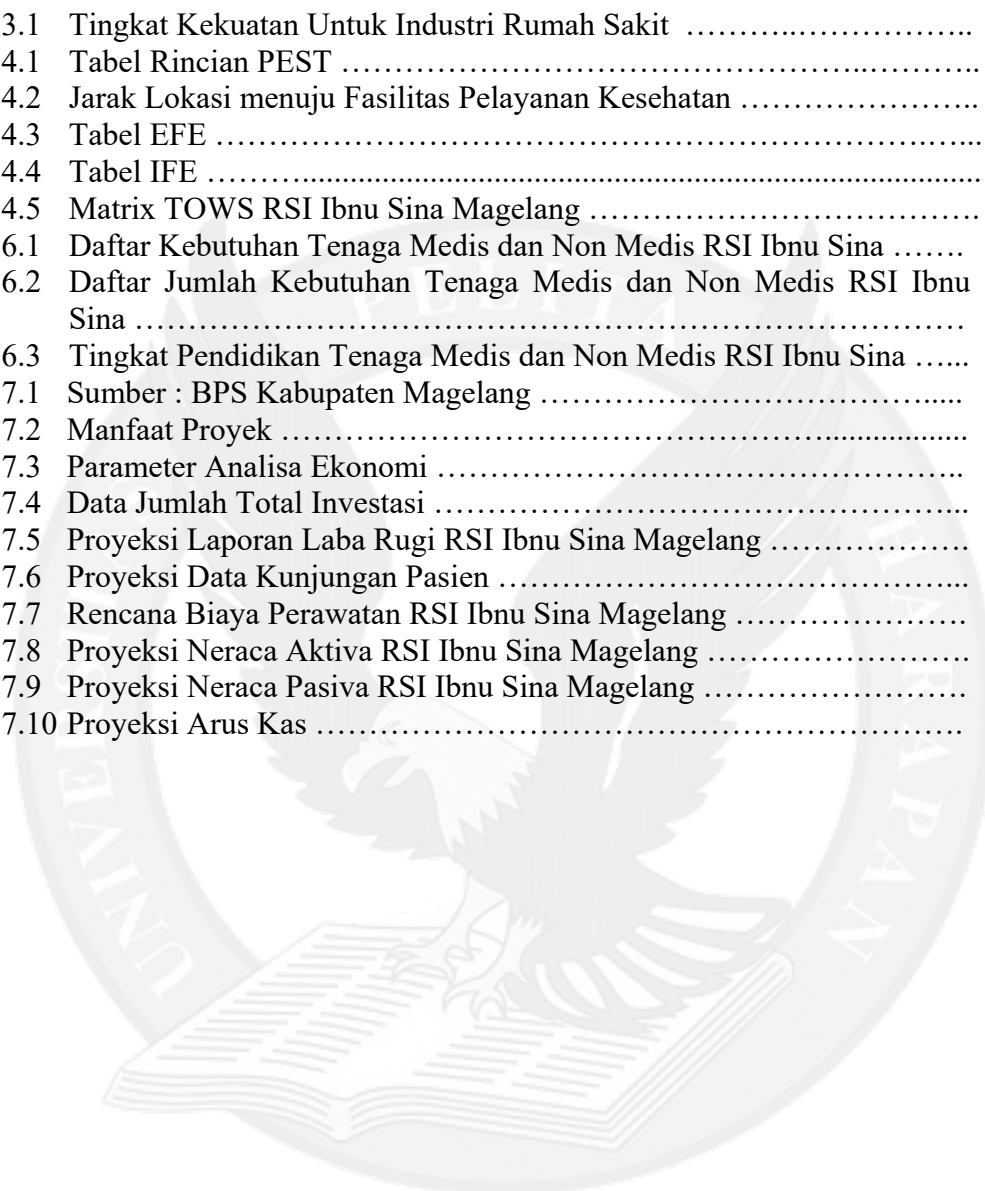 3.1 Tingkat Kekuatan Untuk Industri Rumah Sakit ………..……………..
4.1 Tabel Rincian PEST ………………………………………….………..
4.2 Jarak Lokasi menuju Fasilitas Pelayanan Kesehatan …………………..
4.3 Tabel EFE ………………………………………………………….…...
4.4 Tabel IFE ……….................................................................................
4.5 Matrix TOWS RSI Ibnu Sina Magelang ……………………………….
6.1 Daftar Kebutuhan Tenaga Medis dan Non Medis RSI Ibnu Sina …….
6.2 Daftar Jumlah Kebutuhan Tenaga Medis dan Non Medis RSI Ibnu
Sina ……………………………………………………………………
6.3 Tingkat Pendidikan Tenaga Medis dan Non Medis RSI Ibnu Sina …...
7.1 Sumber : BPS Kabupaten Magelang ……………………………….....
7.2 Manfaat Proyek ……………………………………………..................
7.3 Parameter Analisa Ekonomi ………………………………………….
7.4 Data Jumlah Total Investasi …………………………………………...
7.5 Proyeksi Laporan Laba Rugi RSI Ibnu Sina Magelang ……………….
7.6 Proyeksi Data Kunjungan Pasien ……………………………………...
7.7 Rencana Biaya Perawatan RSI Ibnu Sina Magelang ………………….
7.8 Proyeksi Neraca Aktiva RSI Ibnu Sina Magelang …………………….
7.9 Proyeksi Neraca Pasiva RSI Ibnu Sina Magelang …………………….
7.10 Proyeksi Arus Kas …………………………………………………….
UNIVERSITAS PELITA HARAPAN